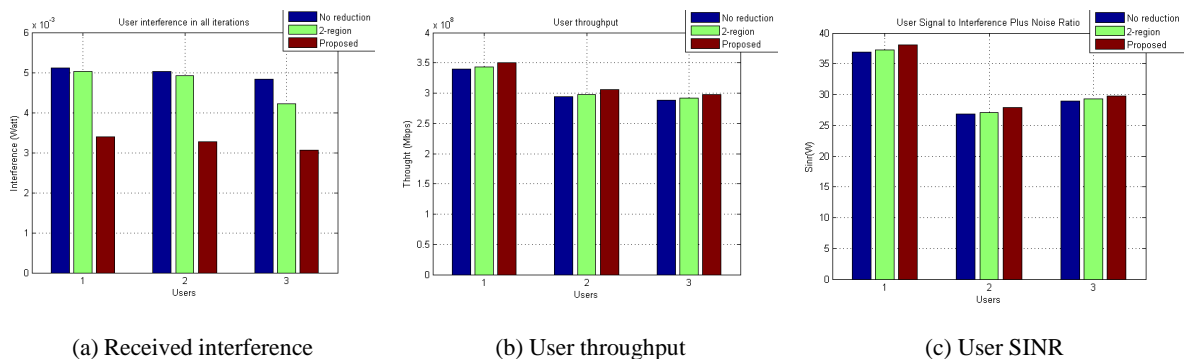 User interference in all iterations
x 10^-3
No reduction
2-region
Proposed
6
5
4
3
2
1
0
Interference (Watt)
1 2 3
Users
(a) Received interference
User throughput
x 10^8
No reduction
2-region
Proposed
4
3.5
3
2.5
2
1.5
1
0.5
0
Throught (Mbps)
1 2 3
Users
(b) User throughput
User Signal to Interference Plus Noise Ratio
No reduction
2-region
Proposed
40
35
30
25
20
15
10
5
0
Sinr(W)
1 2 3
Users
(c) User SINR